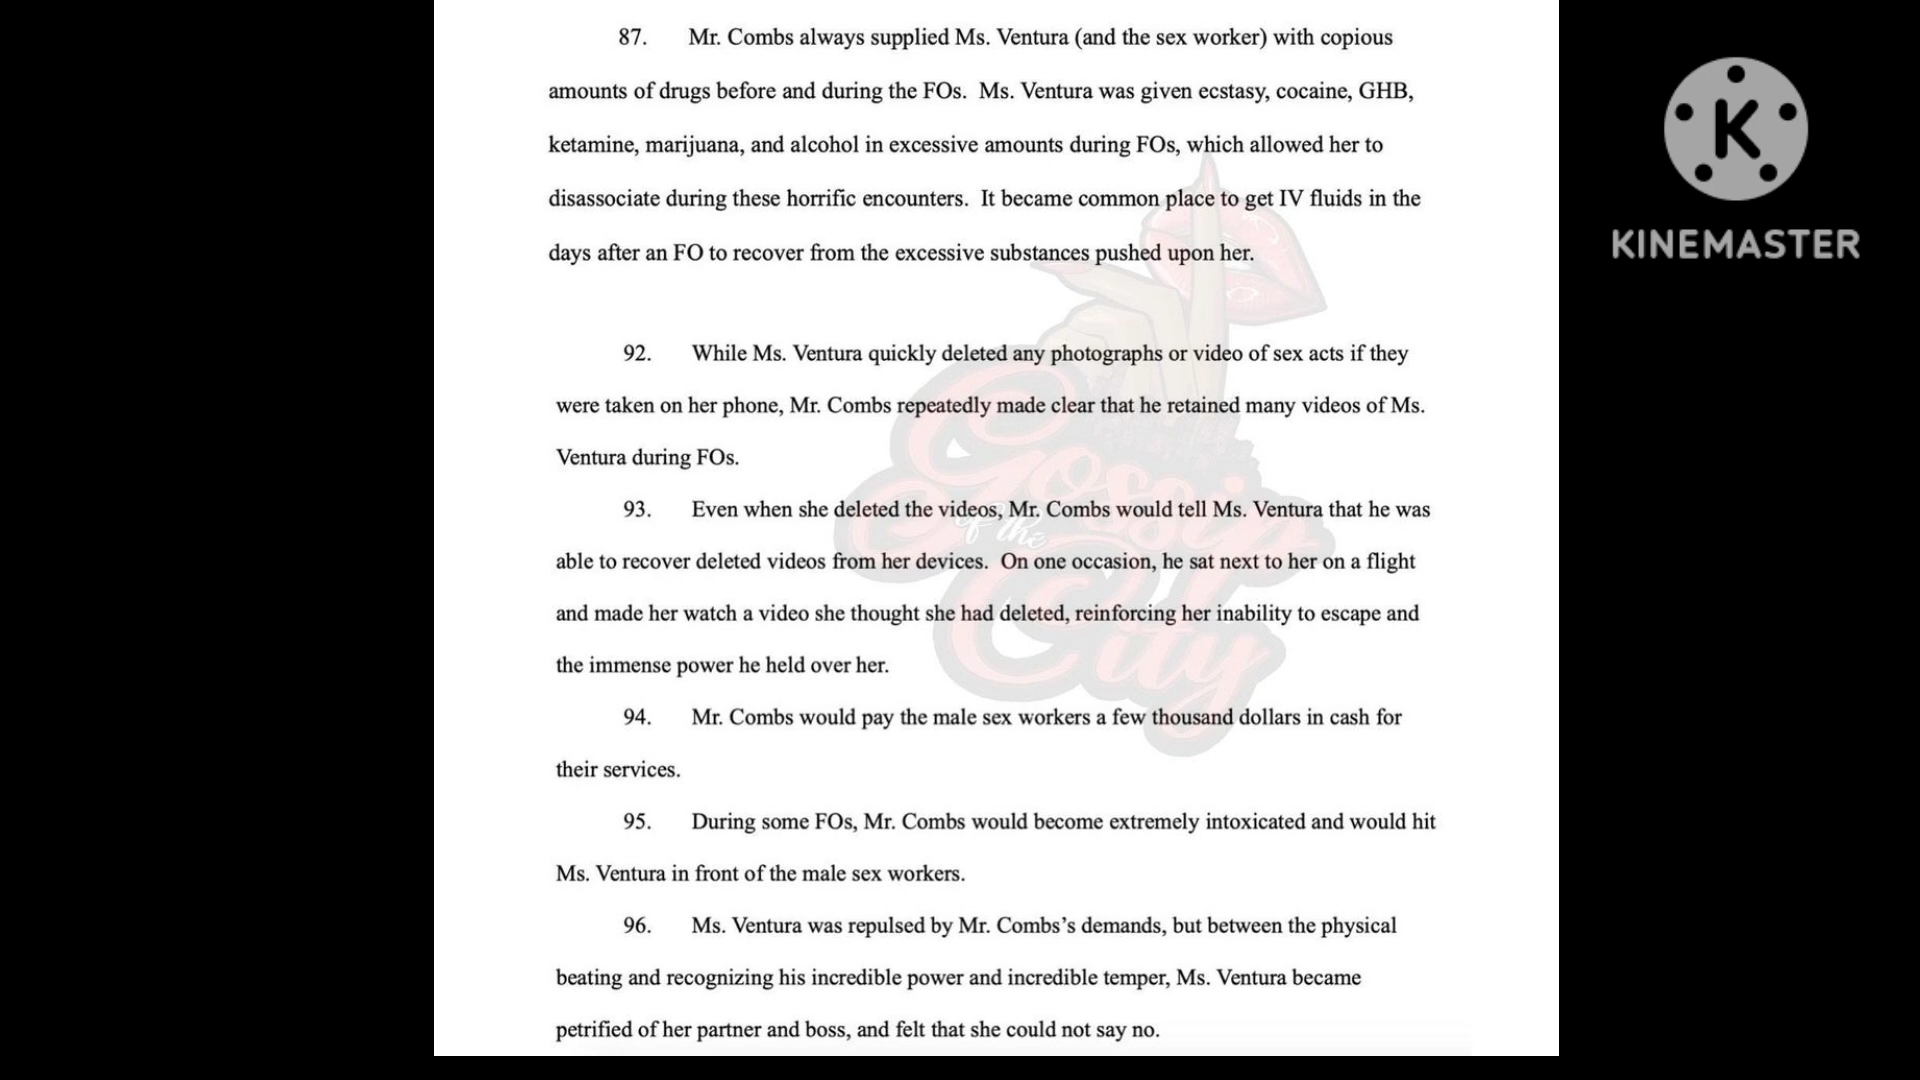 87. Mr. Combs always supplied Ms. Ventura (and the sex worker) with copious
amounts of drugs before and during the FOs. Ms. Ventura was given ecstasy, cocaine, GHB,
ketamine, marijuana, and alcohol in excessive amounts during FOs, which allowed her to
disassociate during these horrific encounters. It became common place to get IV fluids in the
days after an FO to recover from the excessive substances pushed upon her.
92. While Ms. Ventura quickly deleted any photographs or video of sex acts if they
were taken on her phone, Mr. Combs repeatedly made clear that he retained many videos of Ms.
Ventura during FOs.
93. Even when she deleted the videos, Mr. Combs would tell Ms. Ventura that he was
able to recover deleted videos from her devices. On one occasion, he sat next to her on a flight
and made her watch a video she thought she had deleted, reinforcing her inability to escape and
the immense power he held over her.
94. Mr. Combs would pay the male sex workers a few thousand dollars in cash for
their services.
95. During some FOs, Mr. Combs would become extremely intoxicated and would hit
Ms. Ventura in front of the male sex workers.
96. Ms. Ventura was repulsed by Mr. Combs’s demands, but between the physical
beating and recognizing his incredible power and incredible temper, Ms. Ventura became
petrified of her partner and boss, and felt that she could not say no.
Gossip
of the
City
K
KINEMASTER